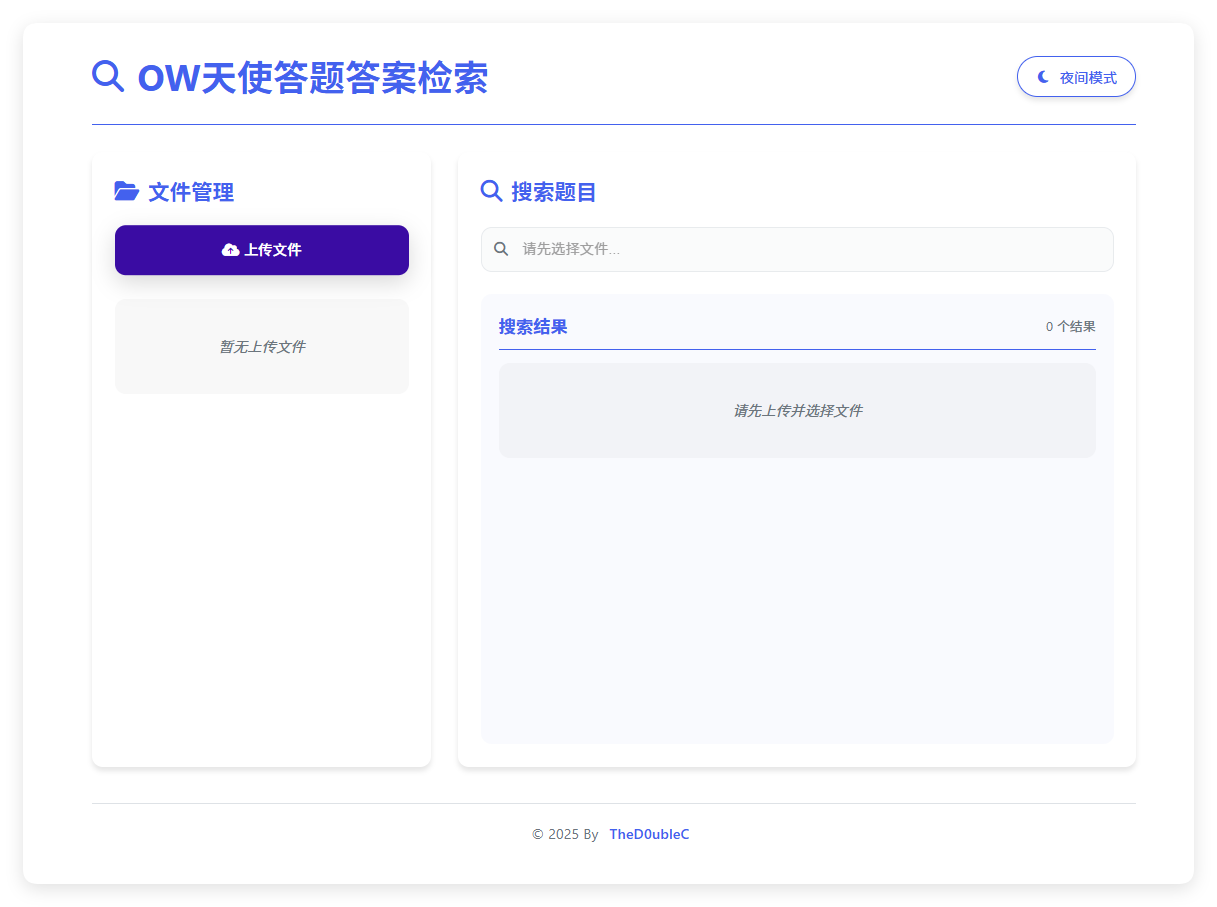 OW天使答题答案检索
夜间模式
文件管理
上传文件
暂无上传文件
搜索题目
请先选择文件...
搜索结果
0 个结果
请先上传并选择文件
© 2025 By TheD0ubleC